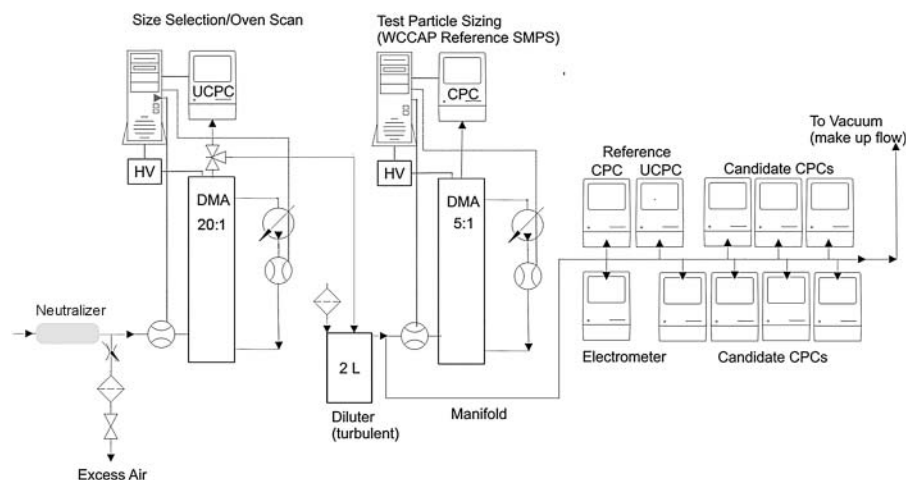 Size Selection/Oven Scan
Test Particle Sizing
(WCCAP Reference SMPS)
UCPC
CPC
To Vacuum
(make up flow)
HV
HV
Reference
CPC UCPC
Candidate CPCs
DMA
20:1
DMA
5:1
Neutralizer
2 L
Electrometer
Candidate CPCs
Diluter
(turbulent)
Manifold
Excess Air